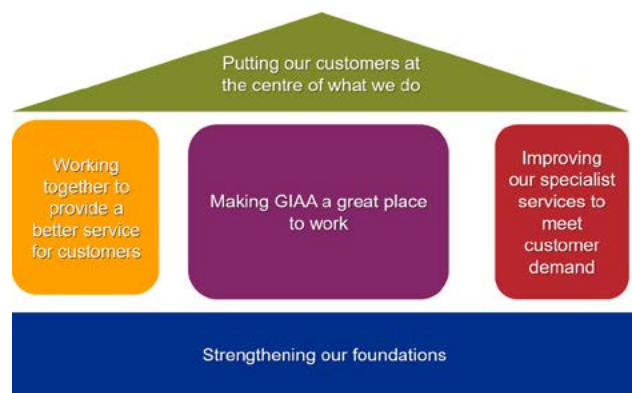 Putting our customers at
the centre of what we do
Working
together to
provide a
better service
for customers
Making GIAA a great place
to work
Improving
our specialist
services to
meet
customer
demand
Strengthening our foundations